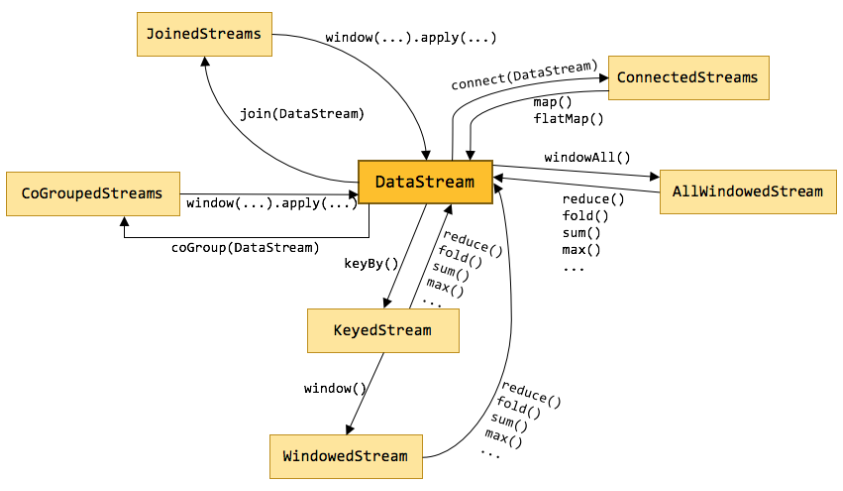 JoinedStreams
window(...).apply(...)
connect(DataStream)
ConnectedStreams
map()
flatMap()
join(DataStream)
windowAll()
DataStream
CoGroupedStreams
window(...).apply(...)
AllWindowedStream
reduce()
fold()
sum()
max()
...
coGroup(DataStream)
keyBy()
reduce()
fold()
sum()
max()
...
KeyedStream
window()
reduce()
fold()
sum()
max()
...
WindowedStream